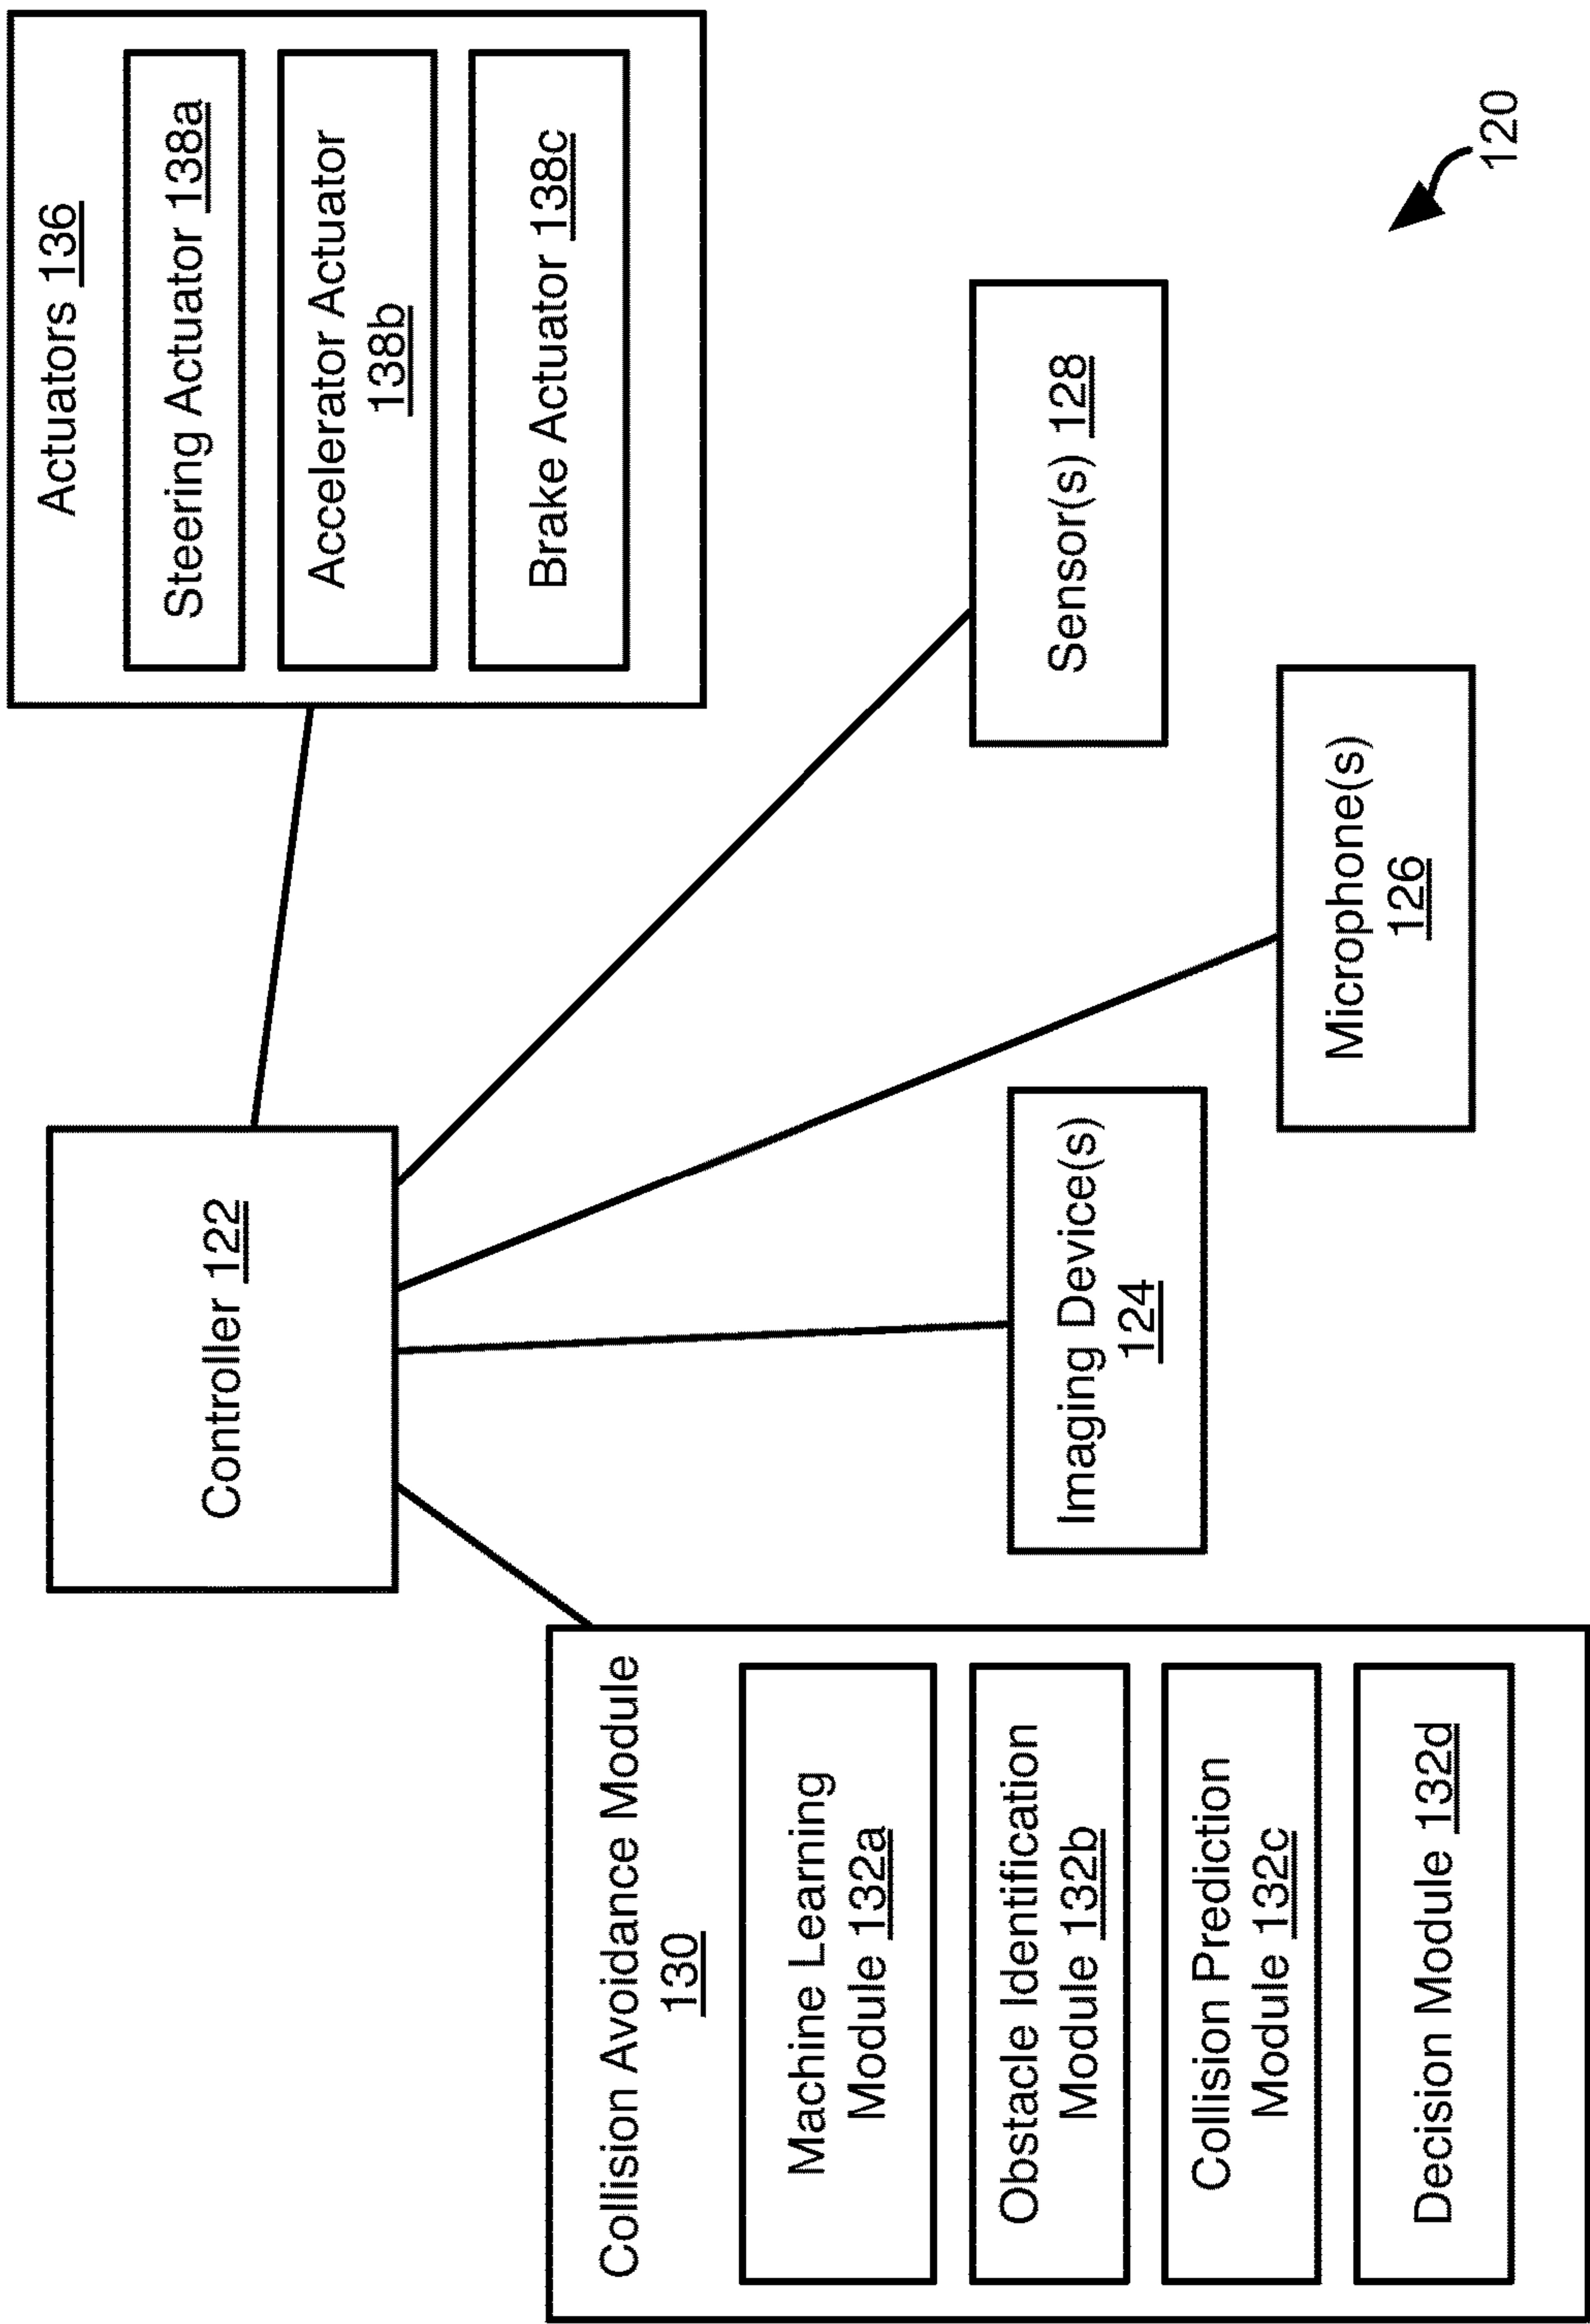 Controller 122
Actuators 136
Steering Actuator 138a
Accelerator Actuator
138b
Brake Actuator 138c
Collision Avoidance Module
130
Machine Learning
Module 132a
Obstacle Identification
Module 132b
Collision Prediction
Module 132c
Decision Module 132d
Imaging Device(s)
124
Microphone(s)
126
Sensor(s) 128
120